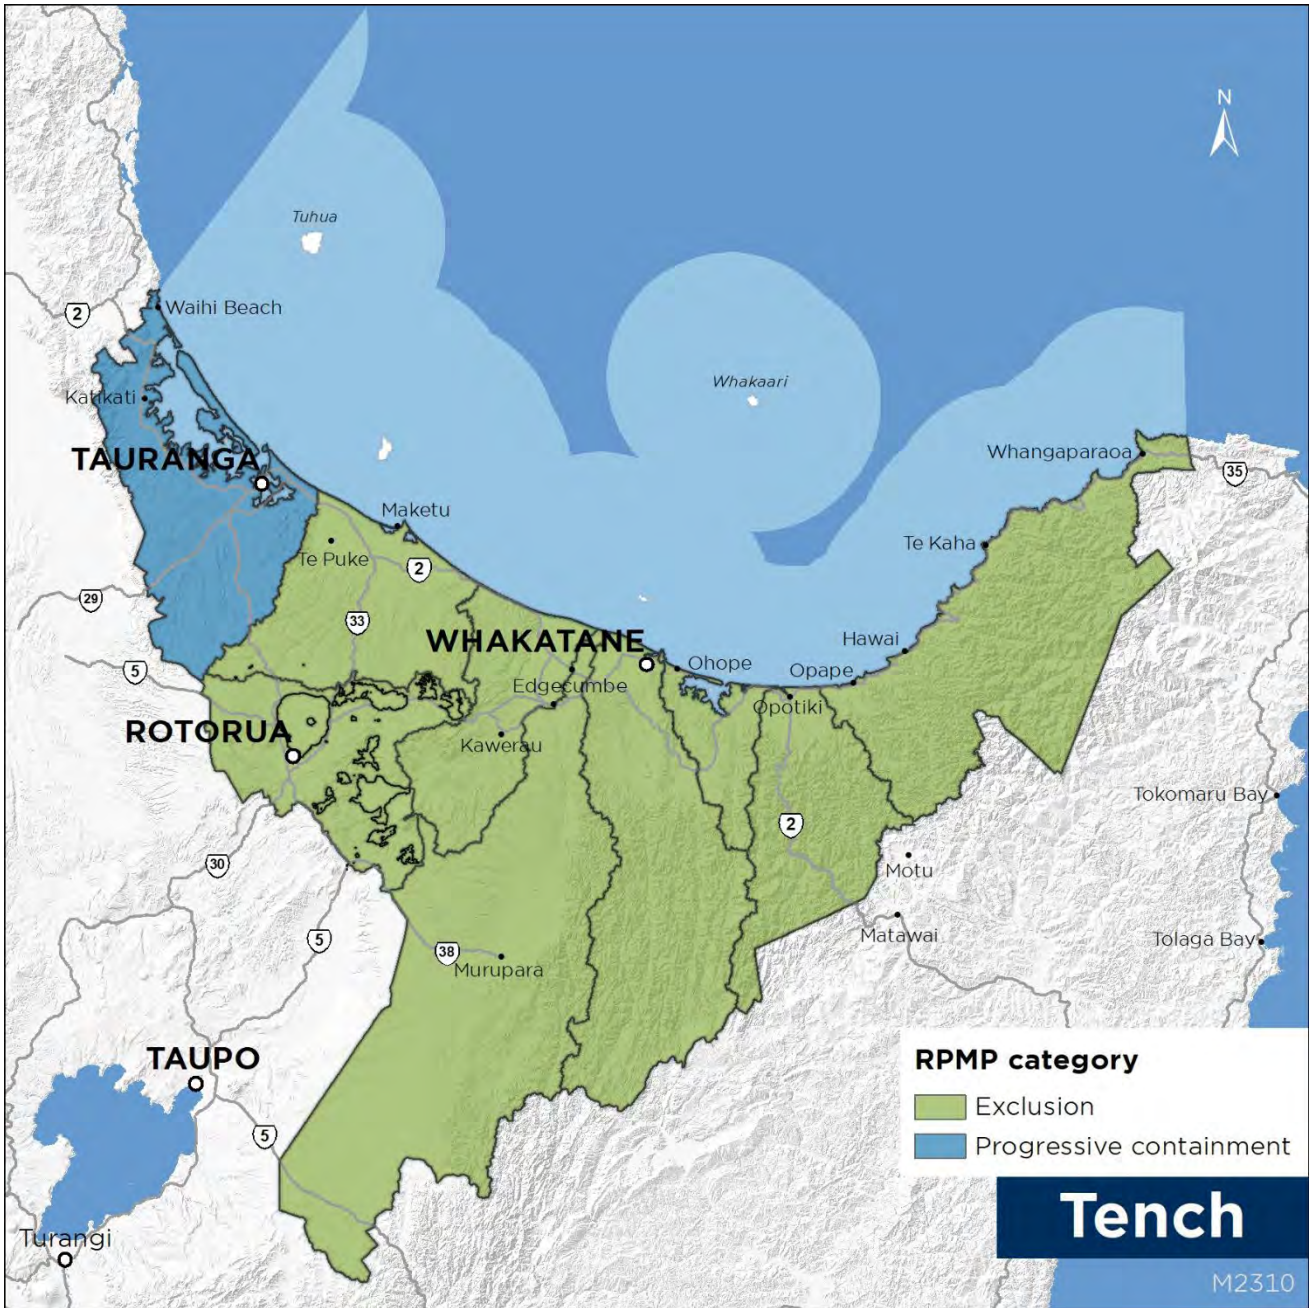 N
Tuhua
2
Waihi Beach
Whakaari
Katikati
TAURANGA
Whangaparaoa
35
Maketu
Te Puke
2
Te Kaha
29
33
WHAKATANE
Hawai
5
Ohope
Opape
Edgecumbe
Opotiki
ROTORUA
Kawerau
Tokomaru Bay
2
30
Motu
5
38
Matawai
Tolaga Bay
Murupara
TAUPO
5
Turangi
RPMP category
Exclusion
Progressive containment
Tench
M2310